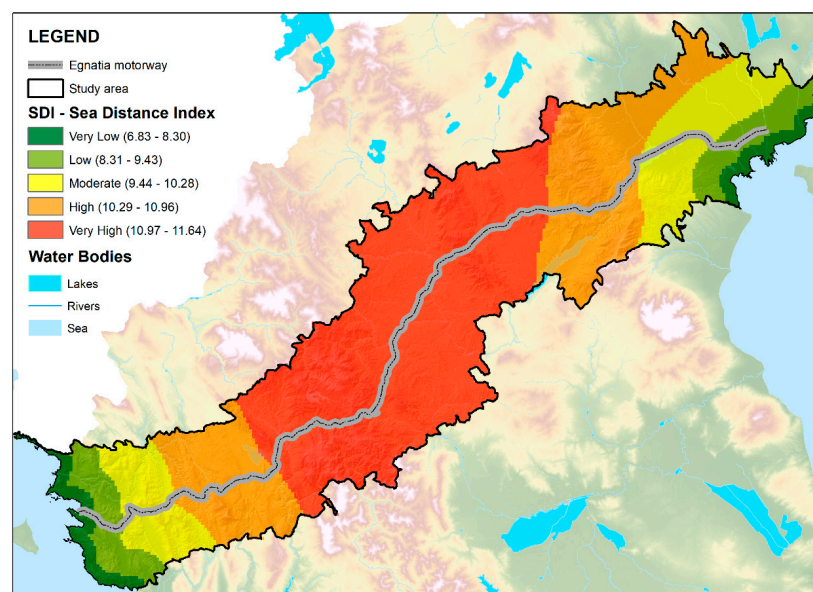 LEGEND
Egnatia motorway
Study area
SDI - Sea Distance Index
Very Low (6.83 - 8.30)
Low (8.31 - 9.43)
Moderate (9.44 - 10.28)
High (10.29 - 10.96)
Very High (10.97 - 11.64)
Water Bodies
Lakes
Rivers
Sea